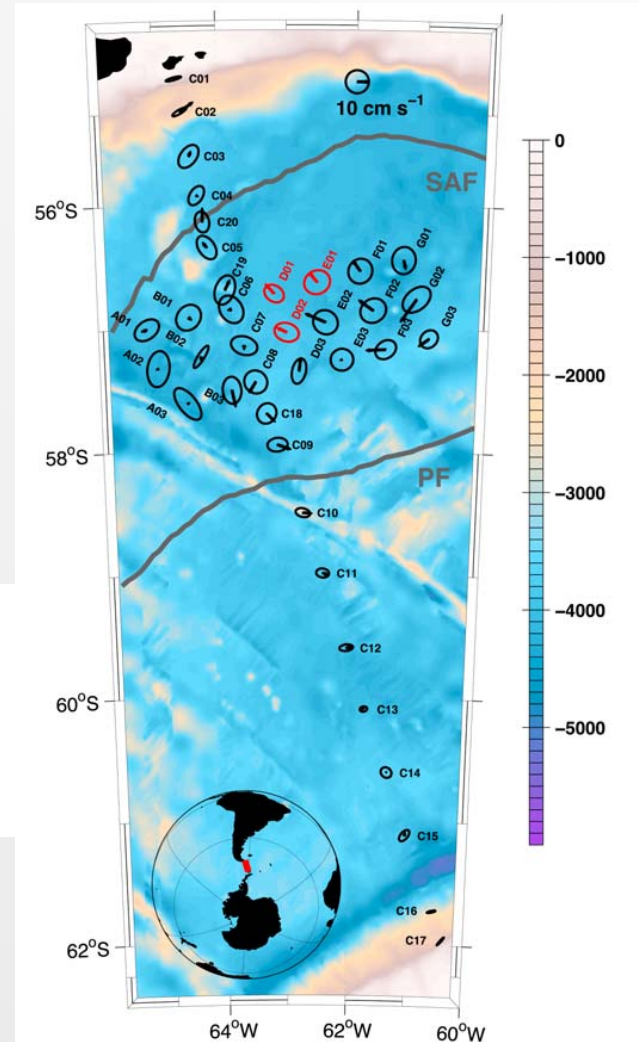 C01
0
C02
10 cm s⁻¹
−1000
C03
SAF
C04
56°S
C20
C05
G01
F01
E01
C19
D01
G02
−2000
C06
F02
E02
B01
D02
G03
A01
F03
C07
E03
B02
D03
A02
C08
B03
A03
C18
C09
58°S
PF
−3000
C10
C11
−4000
C12
60°S
C13
−5000
C14
C15
C16
C17
62°S
64°W
62°W
60°W